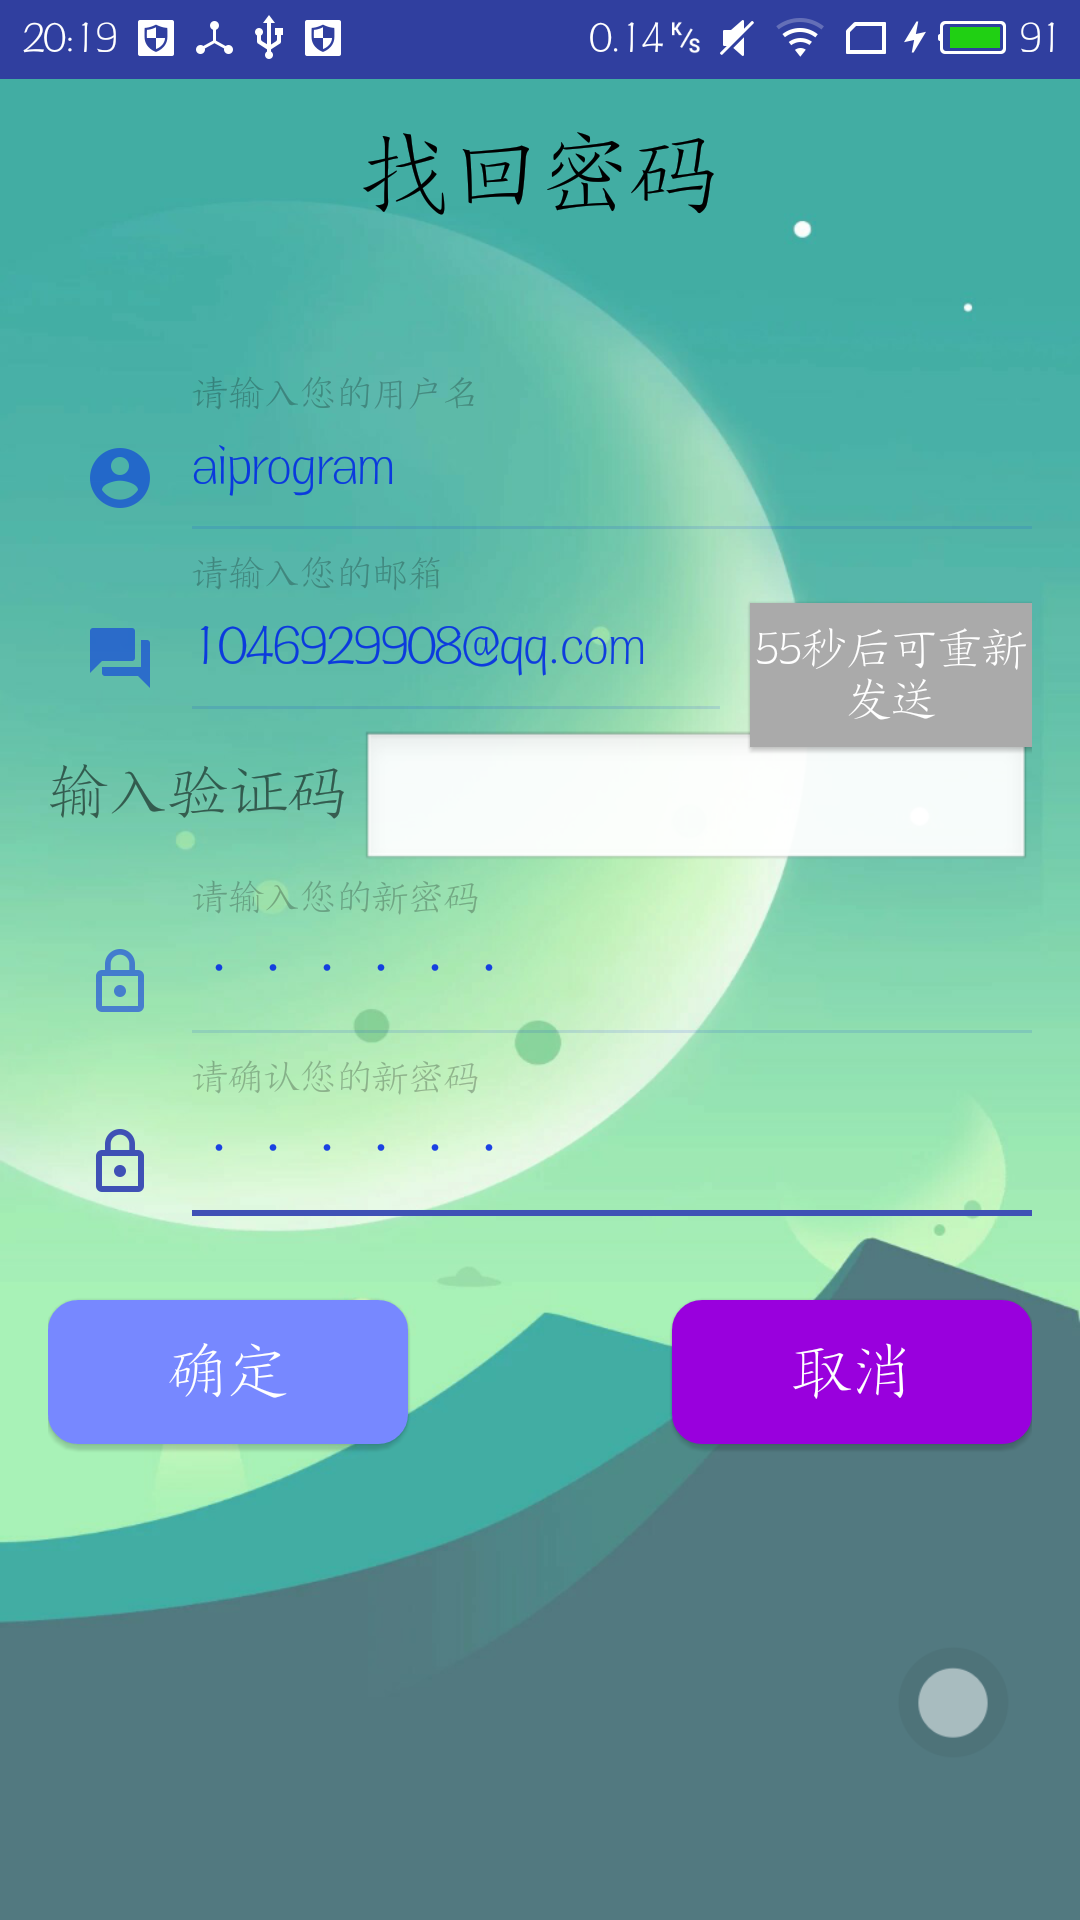 20:19 0.14 K/s 91
找回密码
请输入您的用户名
aiprogram
请输入您的邮箱
1046929908@qq.com
55秒后可重新
发送
输入验证码
请输入您的新密码
······
请确认您的新密码
······
确定 取消